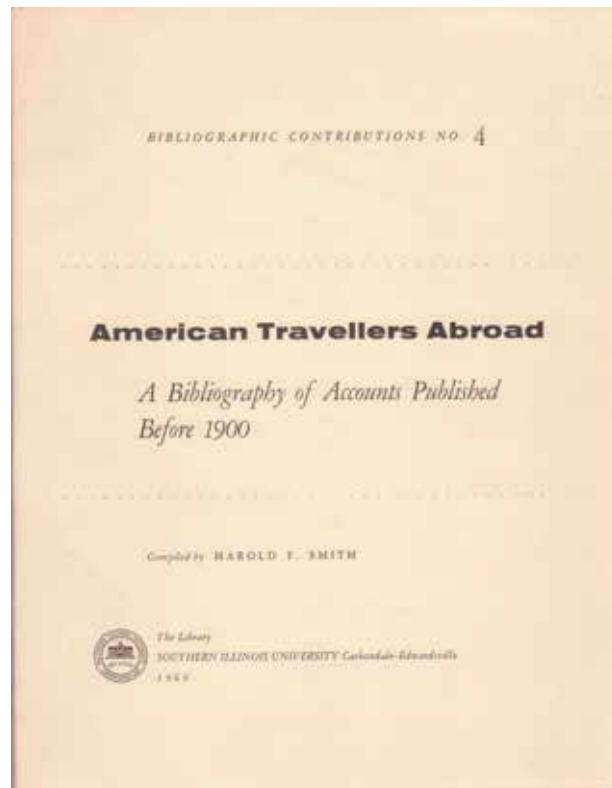 BIBLIOGRAPHIC CONTRIBUTIONS NO. 4
American Travellers Abroad
A Bibliography of Accounts Published
Before 1900
Compiled by HAROLD F. SMITH
The Library
SOUTHERN ILLINOIS UNIVERSITY Carbondale-Edwardsville